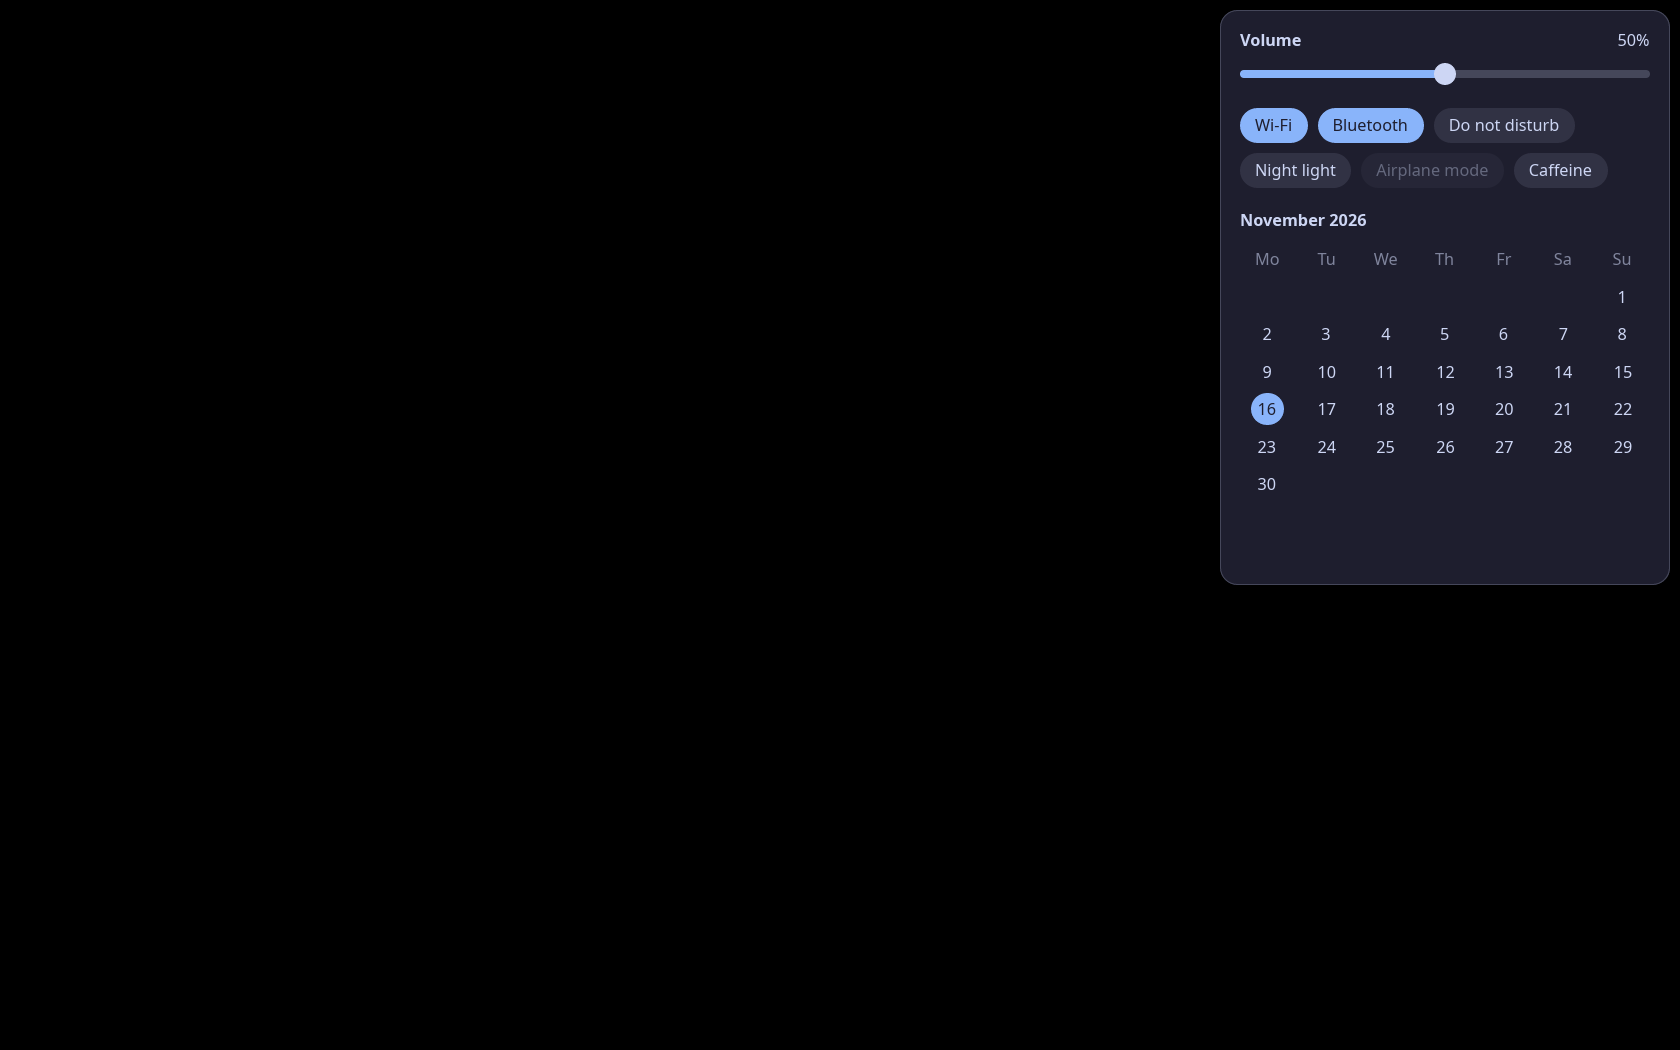 Volume 50%
Wi-Fi Bluetooth Do not disturb
Night light Airplane mode Caffeine
November 2026
Mo Tu We Th Fr Sa Su
1
2 3 4 5 6 7 8
9 10 11 12 13 14 15
16 17 18 19 20 21 22
23 24 25 26 27 28 29
30